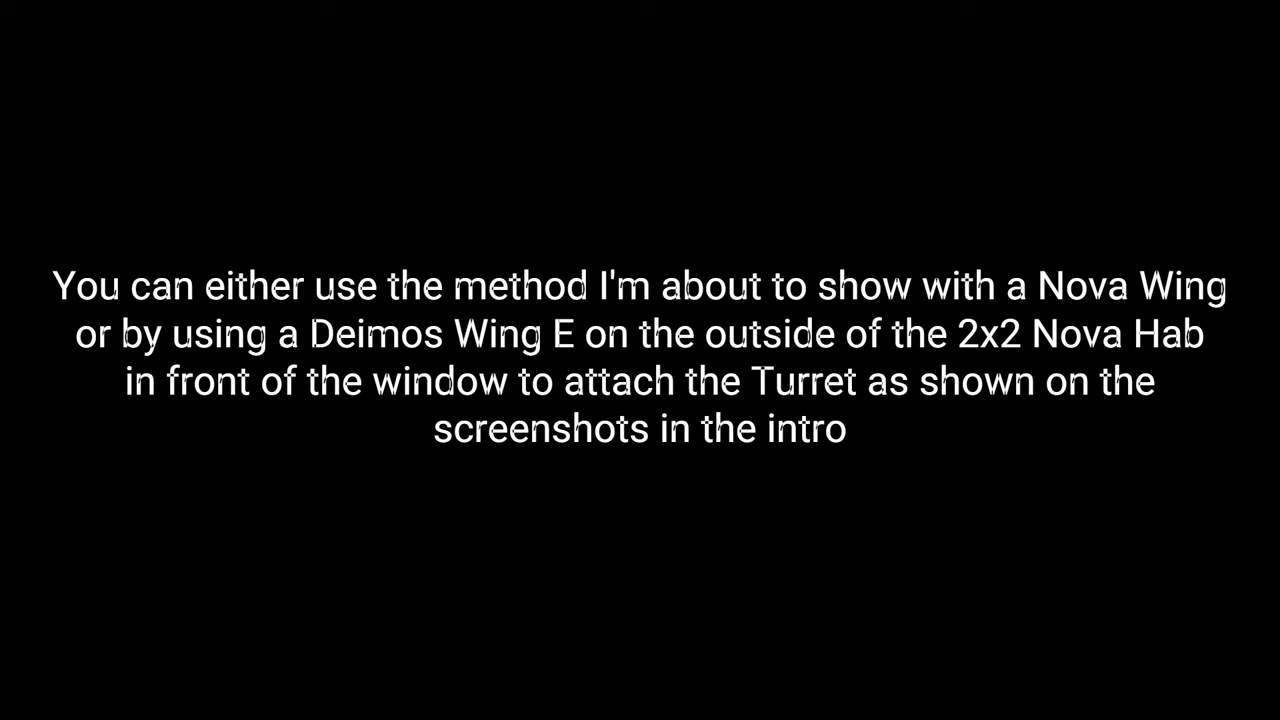 You can either use the method I'm about to show with a Nova Wing
or by using a Deimos Wing E on the outside of the 2x2 Nova Hab
in front of the window to attach the Turret as shown on the
screenshots in the intro